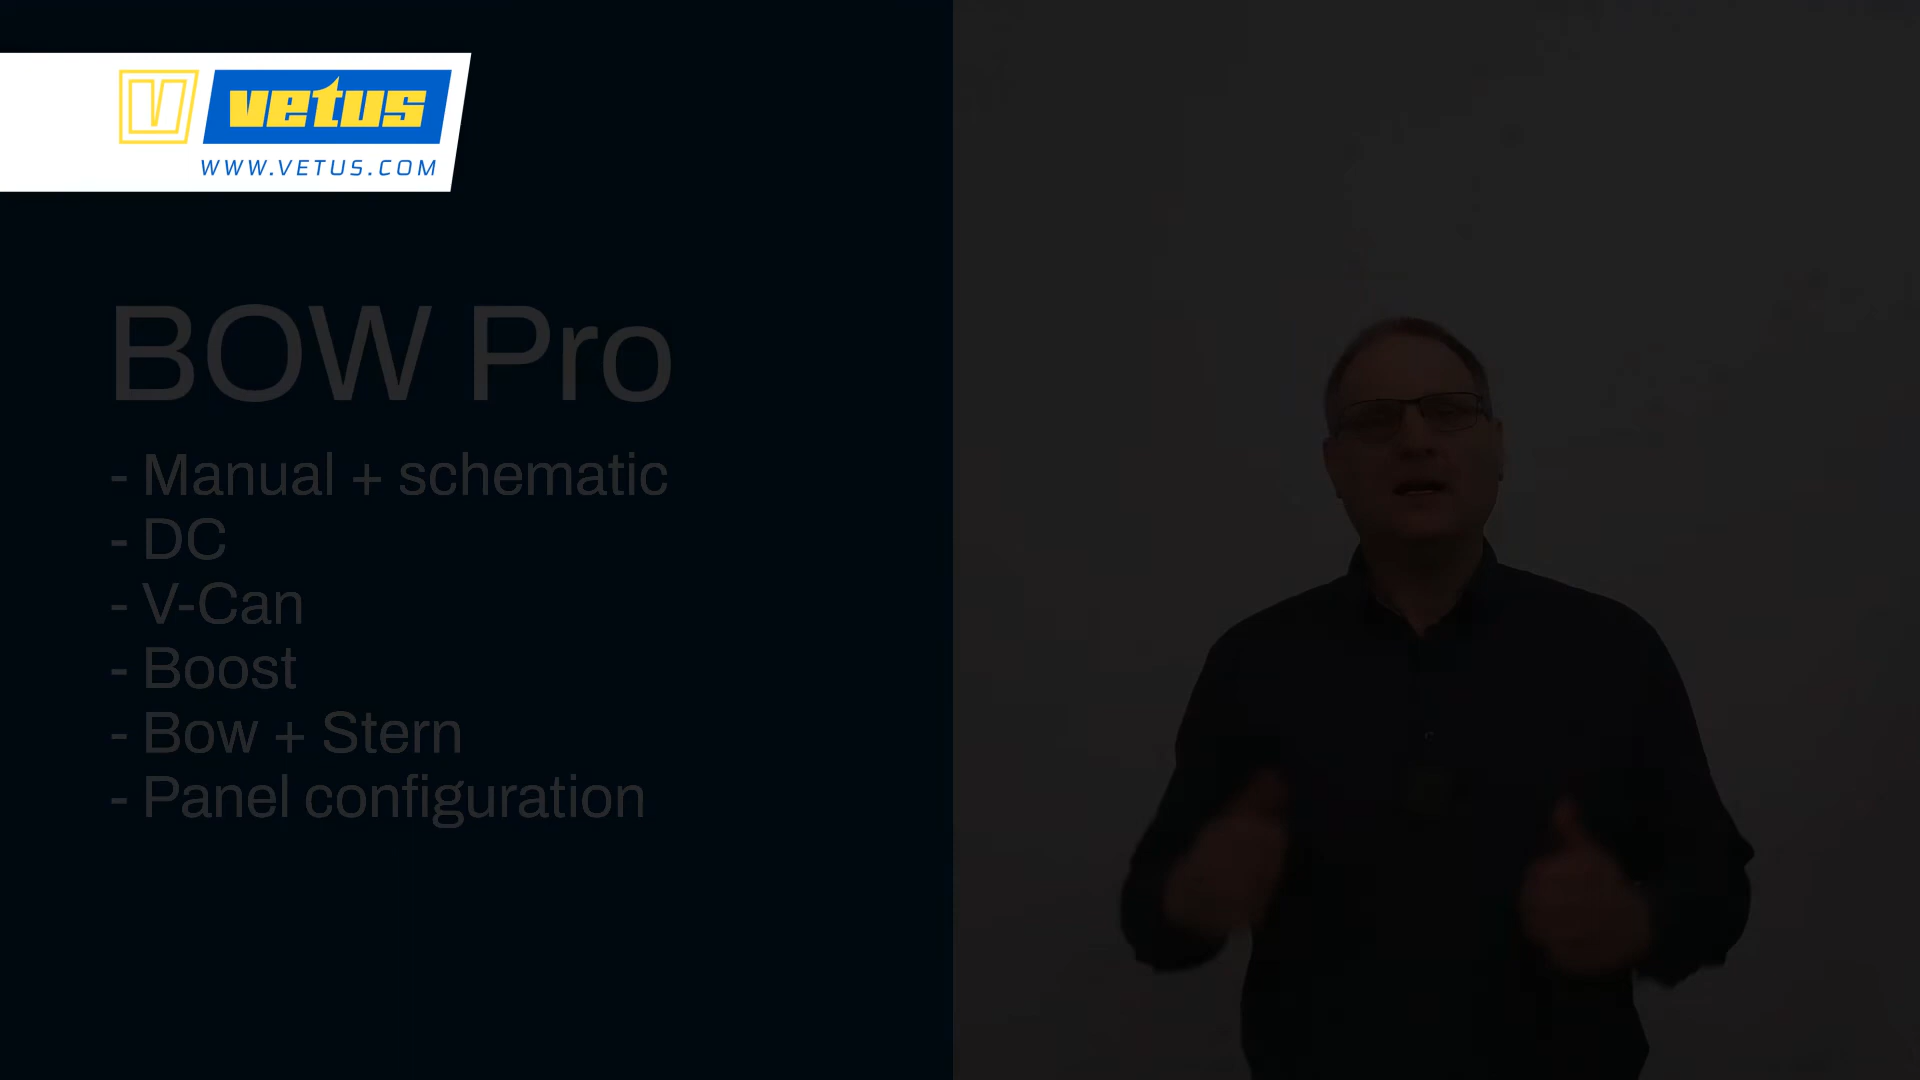 V vetus
WWW.VETUS.COM
BOW Pro
- Manual + schematic
- DC
- V-Can
- Boost
- Bow + Stern
- Panel configuration